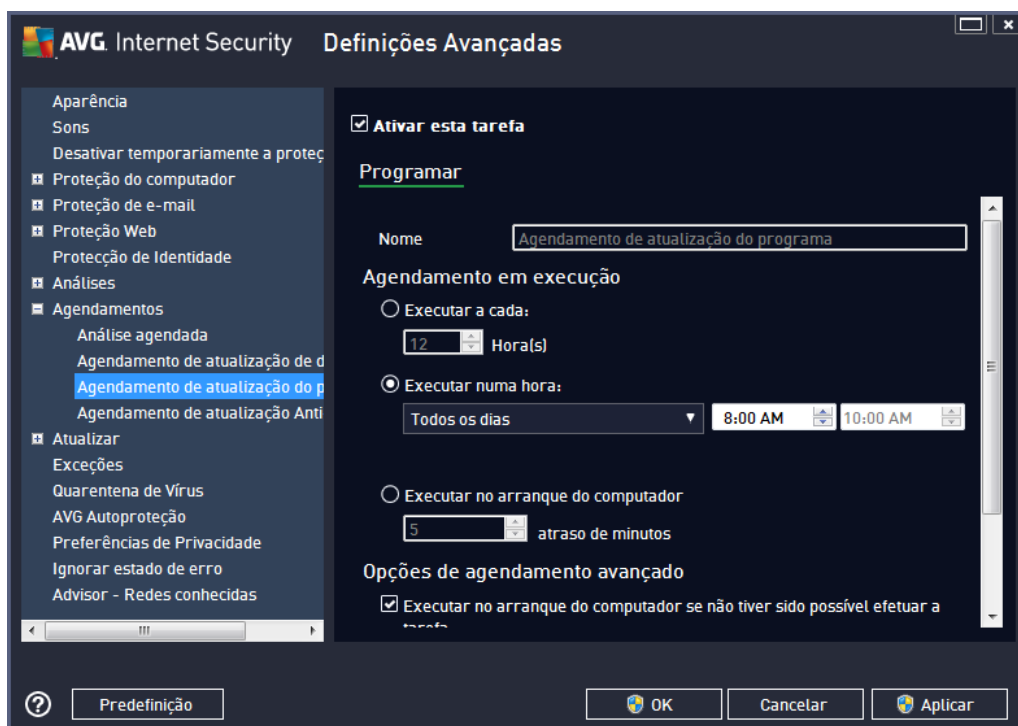 AVG. Internet Security Definições Avançadas
Aparência
Sons
Desativar temporariamente a proteç
Proteção do computador
Proteção de e-mail
Proteção Web
Protecção de Identidade
Análises
Agendamentos
Análise agendada
Agendamento de atualização de d
Agendamento de atualização do p
Agendamento de atualização Anti
Atualizar
Exceções
Quarentena de Vírus
AVG Autoproteção
Preferências de Privacidade
Ignorar estado de erro
Advisor - Redes conhecidas
Ativar esta tarefa
Programar
Nome Agendamento de atualização do programa
Agendamento em execução
Executar a cada:
12 Hora(s)
Executar numa hora:
Todos os dias 8:00 AM 10:00 AM
Executar no arranque do computador
5 atraso de minutos
Opções de agendamento avançado
Executar no arranque do computador se não tiver sido possível efetuar a
tarefa
? Predefinição OK Cancelar Aplicar